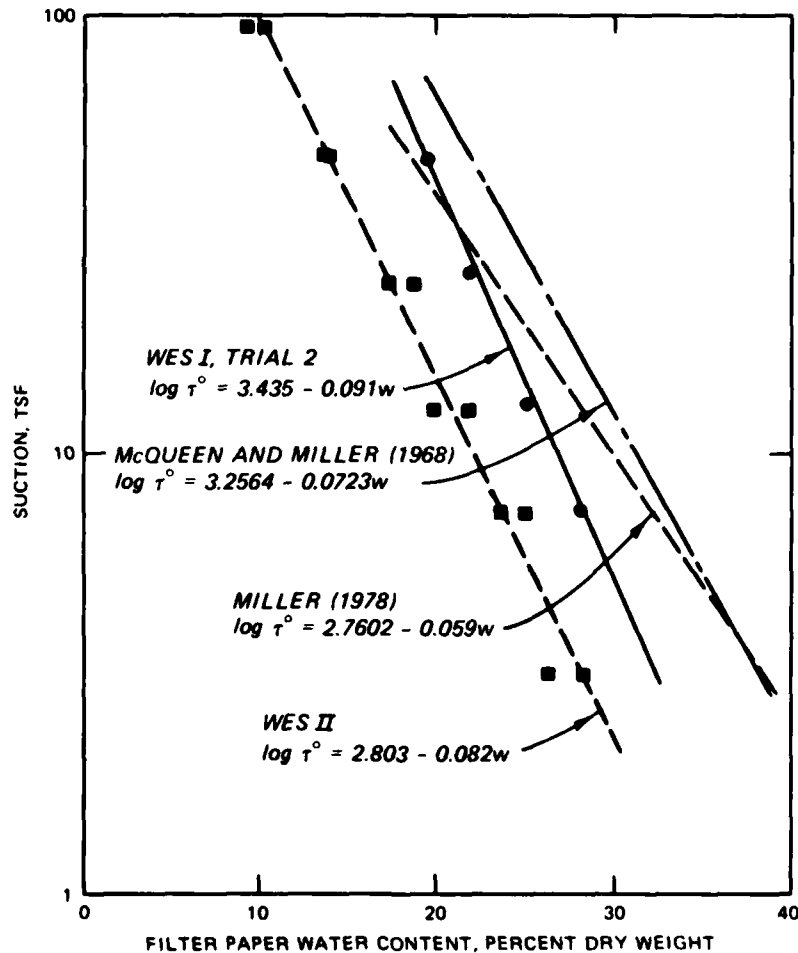 100
10
1
SUCTION, TSF
WES I, TRIAL 2
log τ° = 3.435 - 0.091w
McQUEEN AND MILLER (1968)
log τ° = 3.2564 - 0.0723w
MILLER (1978)
log τ° = 2.7602 - 0.059w
WES II
log τ° = 2.803 - 0.082w
0 10 20 30 40
FILTER PAPER WATER CONTENT, PERCENT DRY WEIGHT